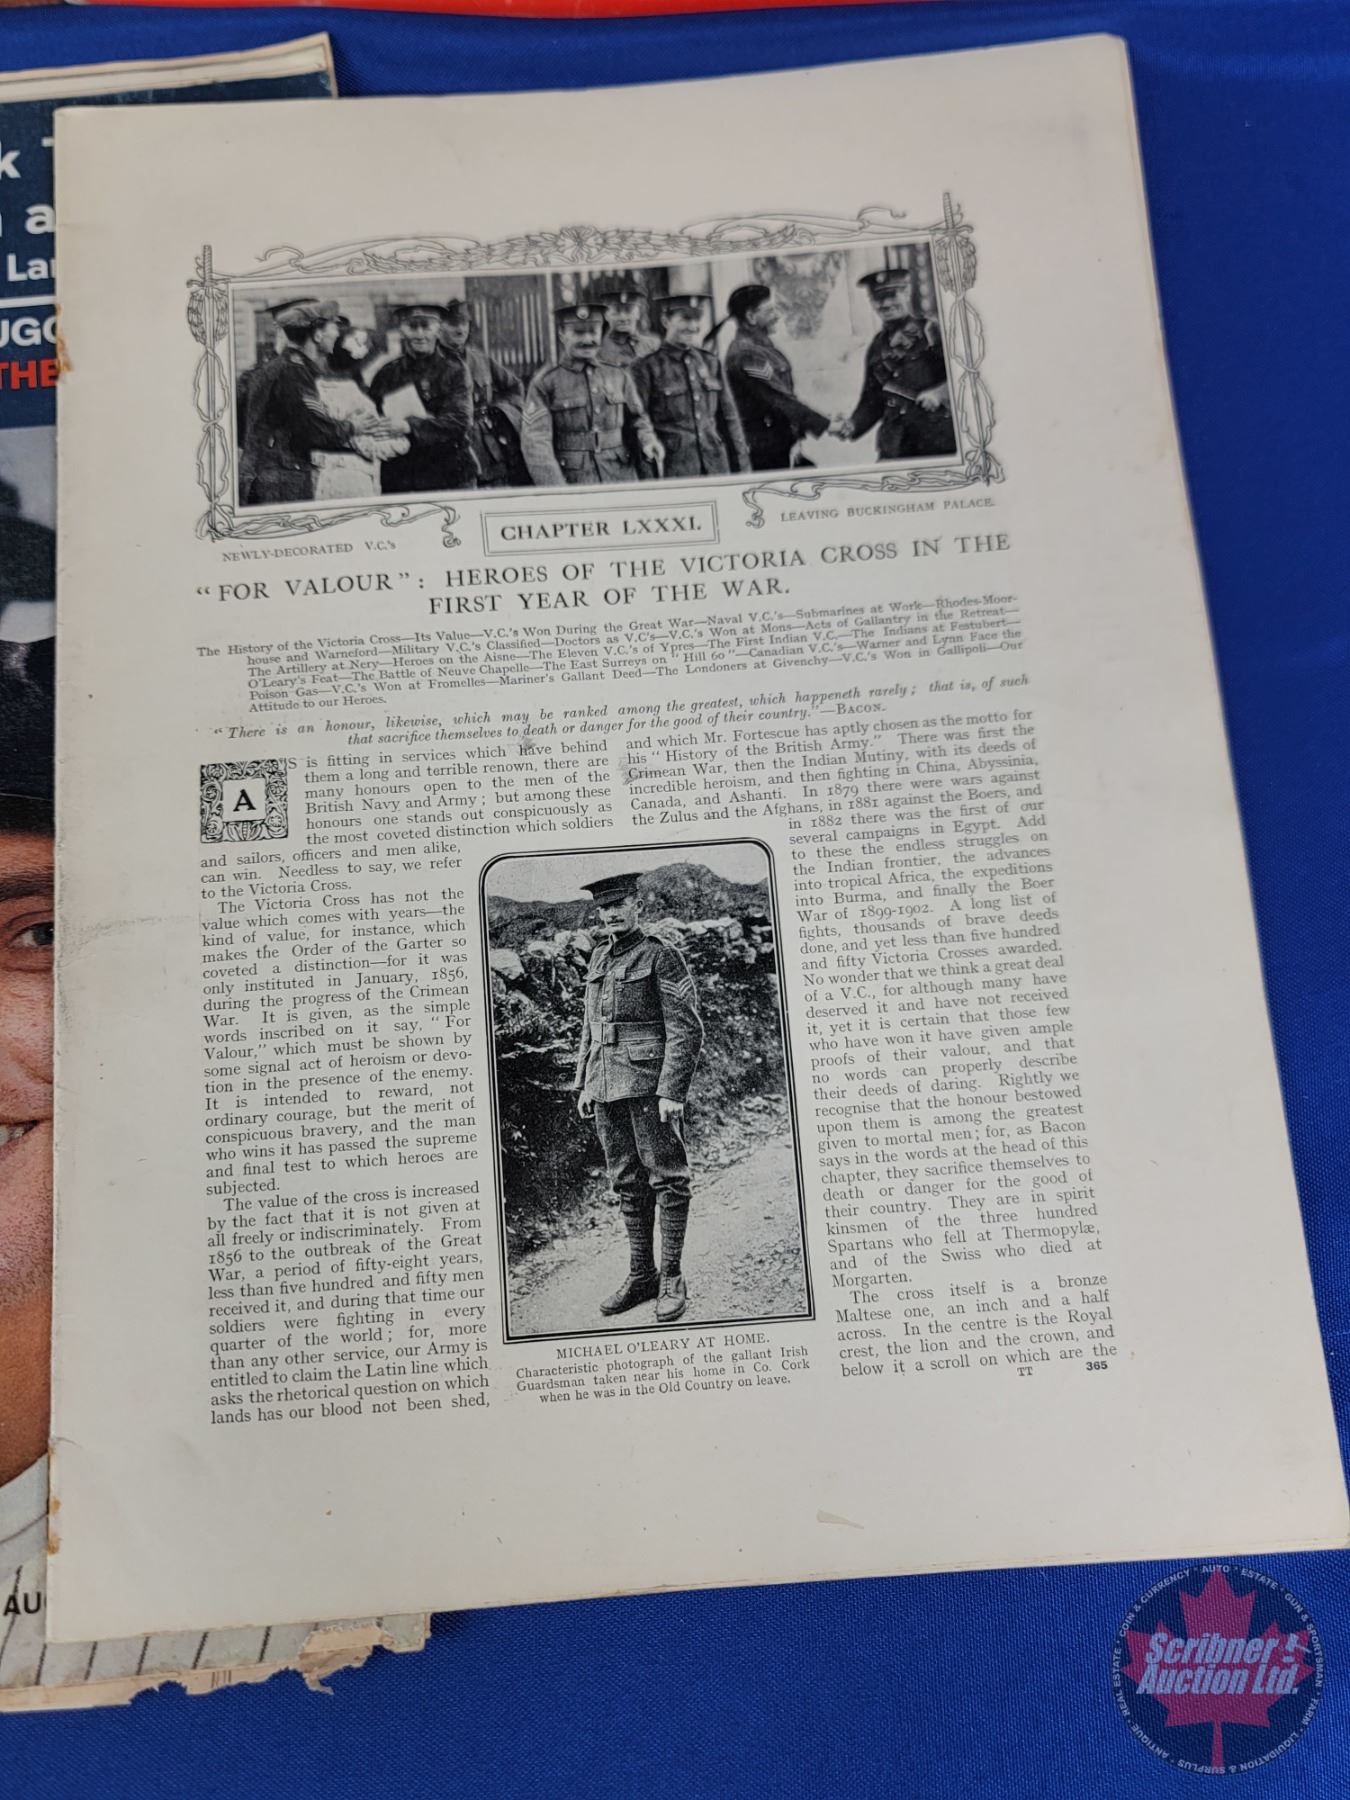 k
a
Lar
UGG
THE
NEWLY-DECORATED V.C.'s
CHAPTER LXXXI.
LEAVING BUCKINGHAM PALACE.
"FOR VALOUR": HEROES OF THE VICTORIA CROSS IN THE
FIRST YEAR OF THE WAR.
The History of the Victoria Cross—Its Value—V.C.'s Won During the Great War—Naval V.C.'s—Submarines at Work—Rhodes-Moor-
house and Warneford—Military V.C.'s Classified—Doctors as V.C's—V.C.'s Won at Mons—Acts of Gallantry in the Retreat—
The Artillery at Nery—Heroes on the Aisne—The Eleven V.C.'s of Ypres—The First Indian V.C.—The Indians at Festubert—
O'Leary's Feat—The Battle of Neuve Chapelle—The East Surreys on "Hill 60"—Canadian V.C.'s—Warner and Lynn Face the
Poison Gas—V.C.'s Won at Fromelles—Mariner's Gallant Deed—The Londoners at Givenchy—V.C.'s Won in Gallipoli—Our
Attitude to our Heroes.
"There is an honour, likewise, which may be ranked among the greatest, which happeneth rarely; that is, of such
that sacrifice themselves to death or danger for the good of their country."—BACON.
AS is fitting in services which have behind
them a long and terrible renown, there are
many honours open to the men of the
British Navy and Army; but among these
honours one stands out conspicuously as
the most coveted distinction which soldiers
and sailors, officers and men alike,
can win. Needless to say, we refer
to the Victoria Cross.
The Victoria Cross has not the
value which comes with years—the
kind of value, for instance, which
makes the Order of the Garter so
coveted a distinction—for it was
only instituted in January, 1856,
during the progress of the Crimean
War. It is given, as the simple
words inscribed on it say, "For
Valour," which must be shown by
some signal act of heroism or devo-
tion in the presence of the enemy.
It is intended to reward, not
ordinary courage, but the merit of
conspicuous bravery, and the man
who wins it has passed the supreme
and final test to which heroes are
subjected.
The value of the cross is increased
by the fact that it is not given at
all freely or indiscriminately. From
1856 to the outbreak of the Great
War, a period of fifty-eight years,
less than five hundred and fifty men
received it, and during that time our
soldiers were fighting in every
quarter of the world; for, more
than any other service, our Army is
entitled to claim the Latin line which
asks the rhetorical question on which
lands has our blood not been shed,
and which Mr. Fortescue has aptly chosen as the motto for
his "History of the British Army." There was first the
Crimean War, then the Indian Mutiny, with its deeds of
incredible heroism, and then fighting in China, Abyssinia,
Canada, and Ashanti. In 1879 there were wars against
the Zulus and the Afghans, in 1881 against the Boers, and
in 1882 there was the first of our
several campaigns in Egypt. Add
to these the endless struggles on
the Indian frontier, the advances
into tropical Africa, the expeditions
into Burma, and finally the Boer
War of 1899-1902. A long list of
fights, thousands of brave deeds
done, and yet less than five hundred
and fifty Victoria Crosses awarded.
No wonder that we think a great deal
of a V.C., for although many have
deserved it and have not received
it, yet it is certain that those few
who have won it have given ample
proofs of their valour, and that
no words can properly describe
their deeds of daring. Rightly we
recognise that the honour bestowed
upon them is among the greatest
given to mortal men; for, as Bacon
says in the words at the head of this
chapter, they sacrifice themselves to
death or danger for the good of
their country. They are in spirit
kinsmen of the three hundred
Spartans who fell at Thermopylæ,
and of the Swiss who died at
Morgarten.
The cross itself is a bronze
Maltese one, an inch and a half
across. In the centre is the Royal
crest, the lion and the crown, and
below it a scroll on which are the
MICHAEL O'LEARY AT HOME.
Characteristic photograph of the gallant Irish
Guardsman taken near his home in Co. Cork
when he was in the Old Country on leave.
TT
365
AU
Scribner
Auction Ltd.
COIN & CURRENCY · AUTO · ESTATE · GUN & SPORTSMAN · FARM · LIQUIDATION & SURPLUS · ANTIQUE · REAL ESTATE